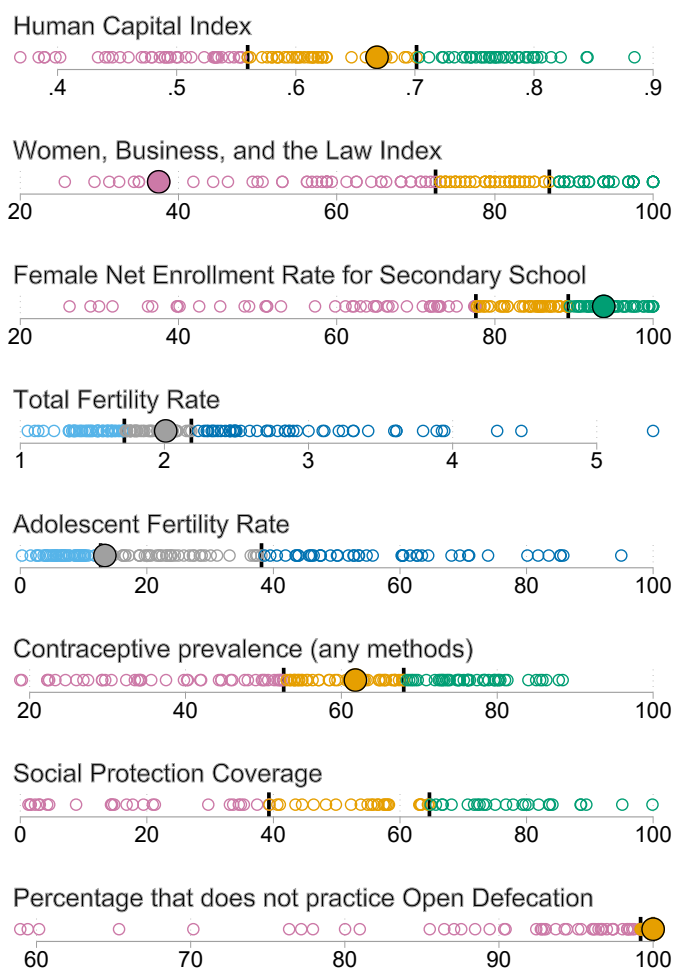 Human Capital Index
.4 .5 .6 .7 .8 .9
Women, Business, and the Law Index
20 40 60 80 100
Female Net Enrollment Rate for Secondary School
20 40 60 80 100
Total Fertility Rate
1 2 3 4 5
Adolescent Fertility Rate
0 20 40 60 80 100
Contraceptive prevalence (any methods)
20 40 60 80 100
Social Protection Coverage
0 20 40 60 80 100
Percentage that does not practice Open Defecation
60 70 80 90 100